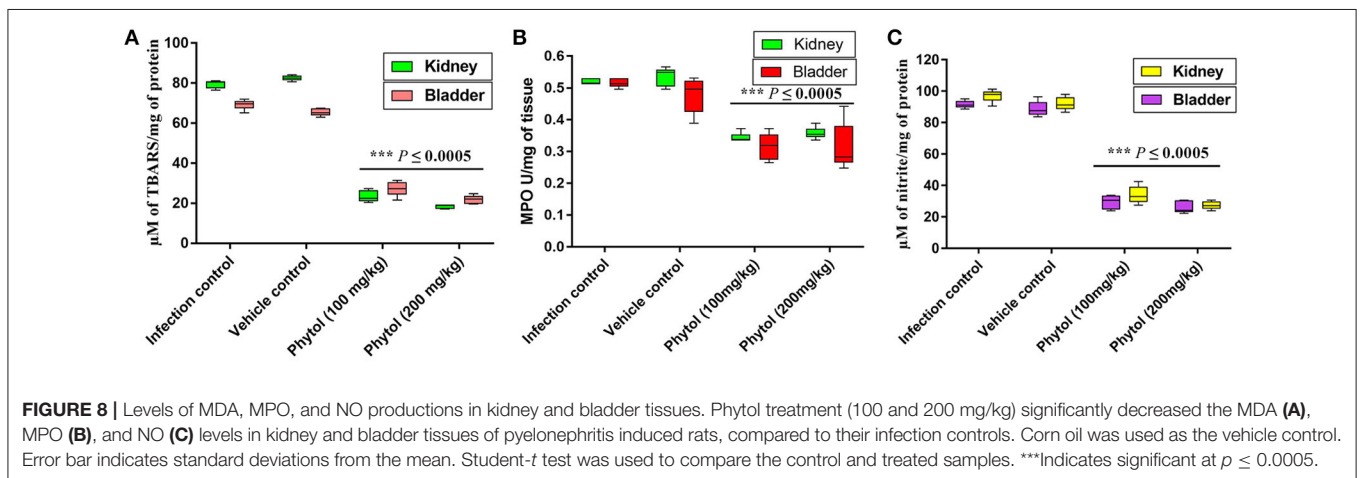 A
100
80
60
40
20
0
µM of TBARS/mg of protein
Kidney
Bladder
*** P ≤ 0.0005
Infection control
Vehicle control
Phytol (100 mg/kg)
Phytol (200 mg/kg)
B
0.6
0.5
0.4
0.3
0.2
0.1
0.0
MPO U/mg of tissue
Kidney
Bladder
*** P ≤ 0.0005
Infection control
Vehicle control
Phytol (100mg/kg)
Phytol (200mg/kg)
C
120
100
80
60
40
20
0
µM of nitrite/mg of protein
Kidney
Bladder
*** P ≤ 0.0005
Infection control
Vehicle control
Phytol (100mg/kg)
Phytol (200mg/kg)
FIGURE 8 | Levels of MDA, MPO, and NO productions in kidney and bladder tissues. Phytol treatment (100 and 200 mg/kg) significantly decreased the MDA (A),
MPO (B), and NO (C) levels in kidney and bladder tissues of pyelonephritis induced rats, compared to their infection controls. Corn oil was used as the vehicle control.
Error bar indicates standard deviations from the mean. Student-t test was used to compare the control and treated samples. ***Indicates significant at p ≤ 0.0005.